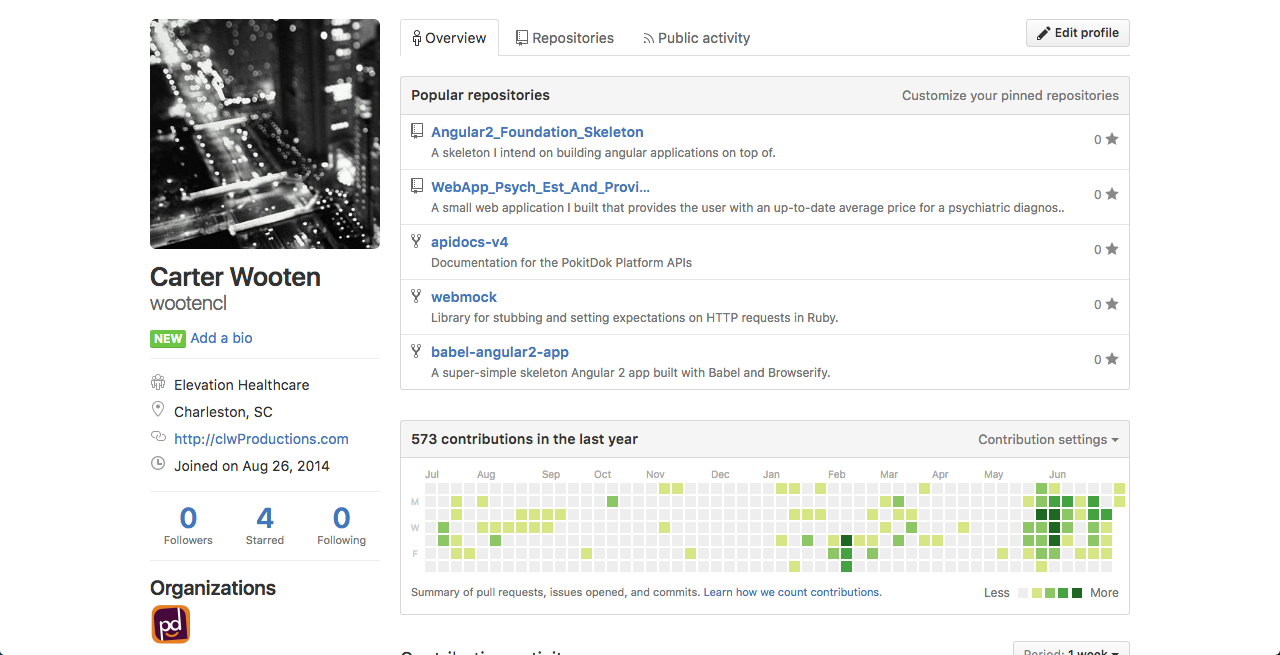 Overview
Repositories
Public activity
Edit profile
Carter Wooten
wootencl
NEW Add a bio
Elevation Healthcare
Charleston, SC
http://clwProductions.com
Joined on Aug 26, 2014
0 4 0
Followers Starred Following
Organizations
pd
Popular repositories
Customize your pinned repositories
Angular2_Foundation_Skeleton
A skeleton I intend on building angular applications on top of.
0
WebApp_Psych_Est_And_Provi...
A small web application I built that provides the user with an up-to-date average price for a psychiatric diagnos..
0
apidocs-v4
Documentation for the PokitDok Platform APIs
0
webmock
Library for stubbing and setting expectations on HTTP requests in Ruby.
0
babel-angular2-app
A super-simple skeleton Angular 2 app built with Babel and Browserify.
0
573 contributions in the last year
Contribution settings
Jul Aug Sep Oct Nov Dec Jan Feb Mar Apr May Jun
M
W
F
Summary of pull requests, issues opened, and commits. Learn how we count contributions.
Less More
Contribution activity
Period: 1 week